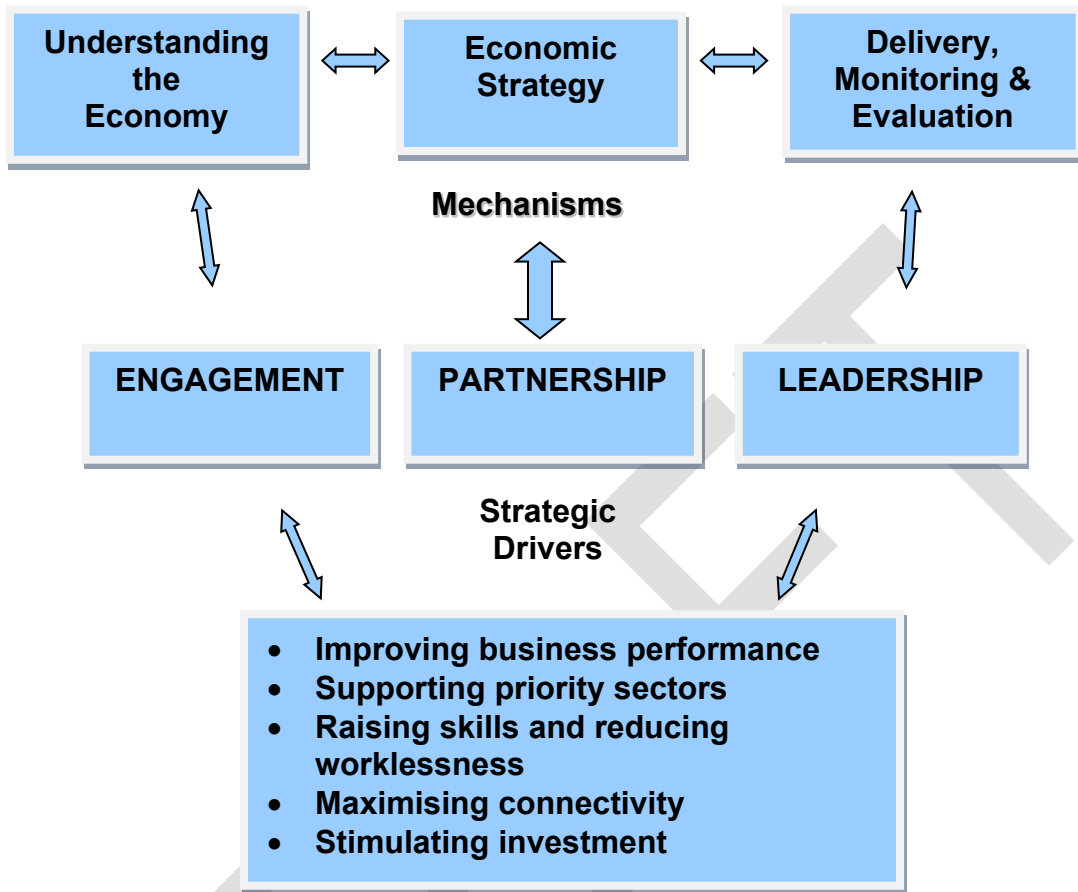 Understanding
the
Economy
Economic
Strategy
Delivery,
Monitoring &
Evaluation
Mechanisms
ENGAGEMENT
PARTNERSHIP
LEADERSHIP
Strategic
Drivers
• Improving business performance
• Supporting priority sectors
• Raising skills and reducing
worklessness
• Maximising connectivity
• Stimulating investment